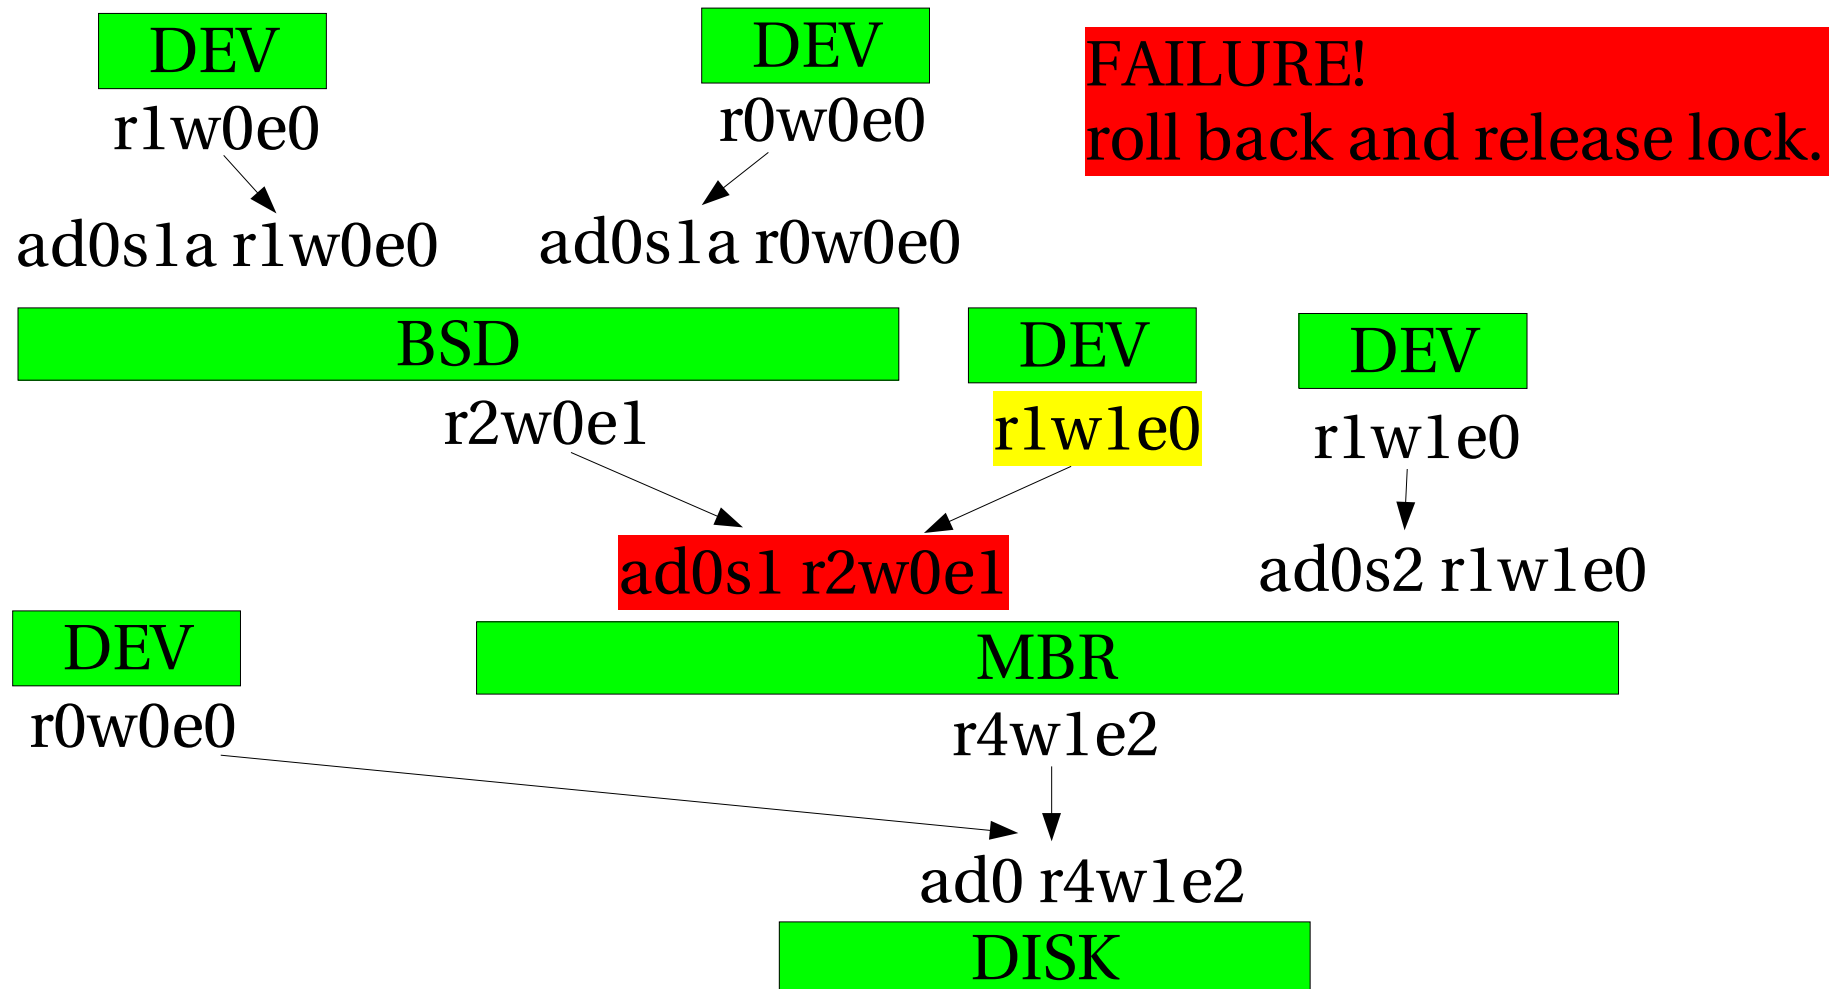 DEV
DEV
FAILURE!
roll back and release lock.
r1w0e0
r0w0e0
ad0s1a r1w0e0
ad0s1a r0w0e0
BSD
DEV
DEV
r2w0e1
r1w1e0
r1w1e0
ad0s1 r2w0e1
ad0s2 r1w1e0
DEV
MBR
r0w0e0
r4w1e2
ad0 r4w1e2
DISK